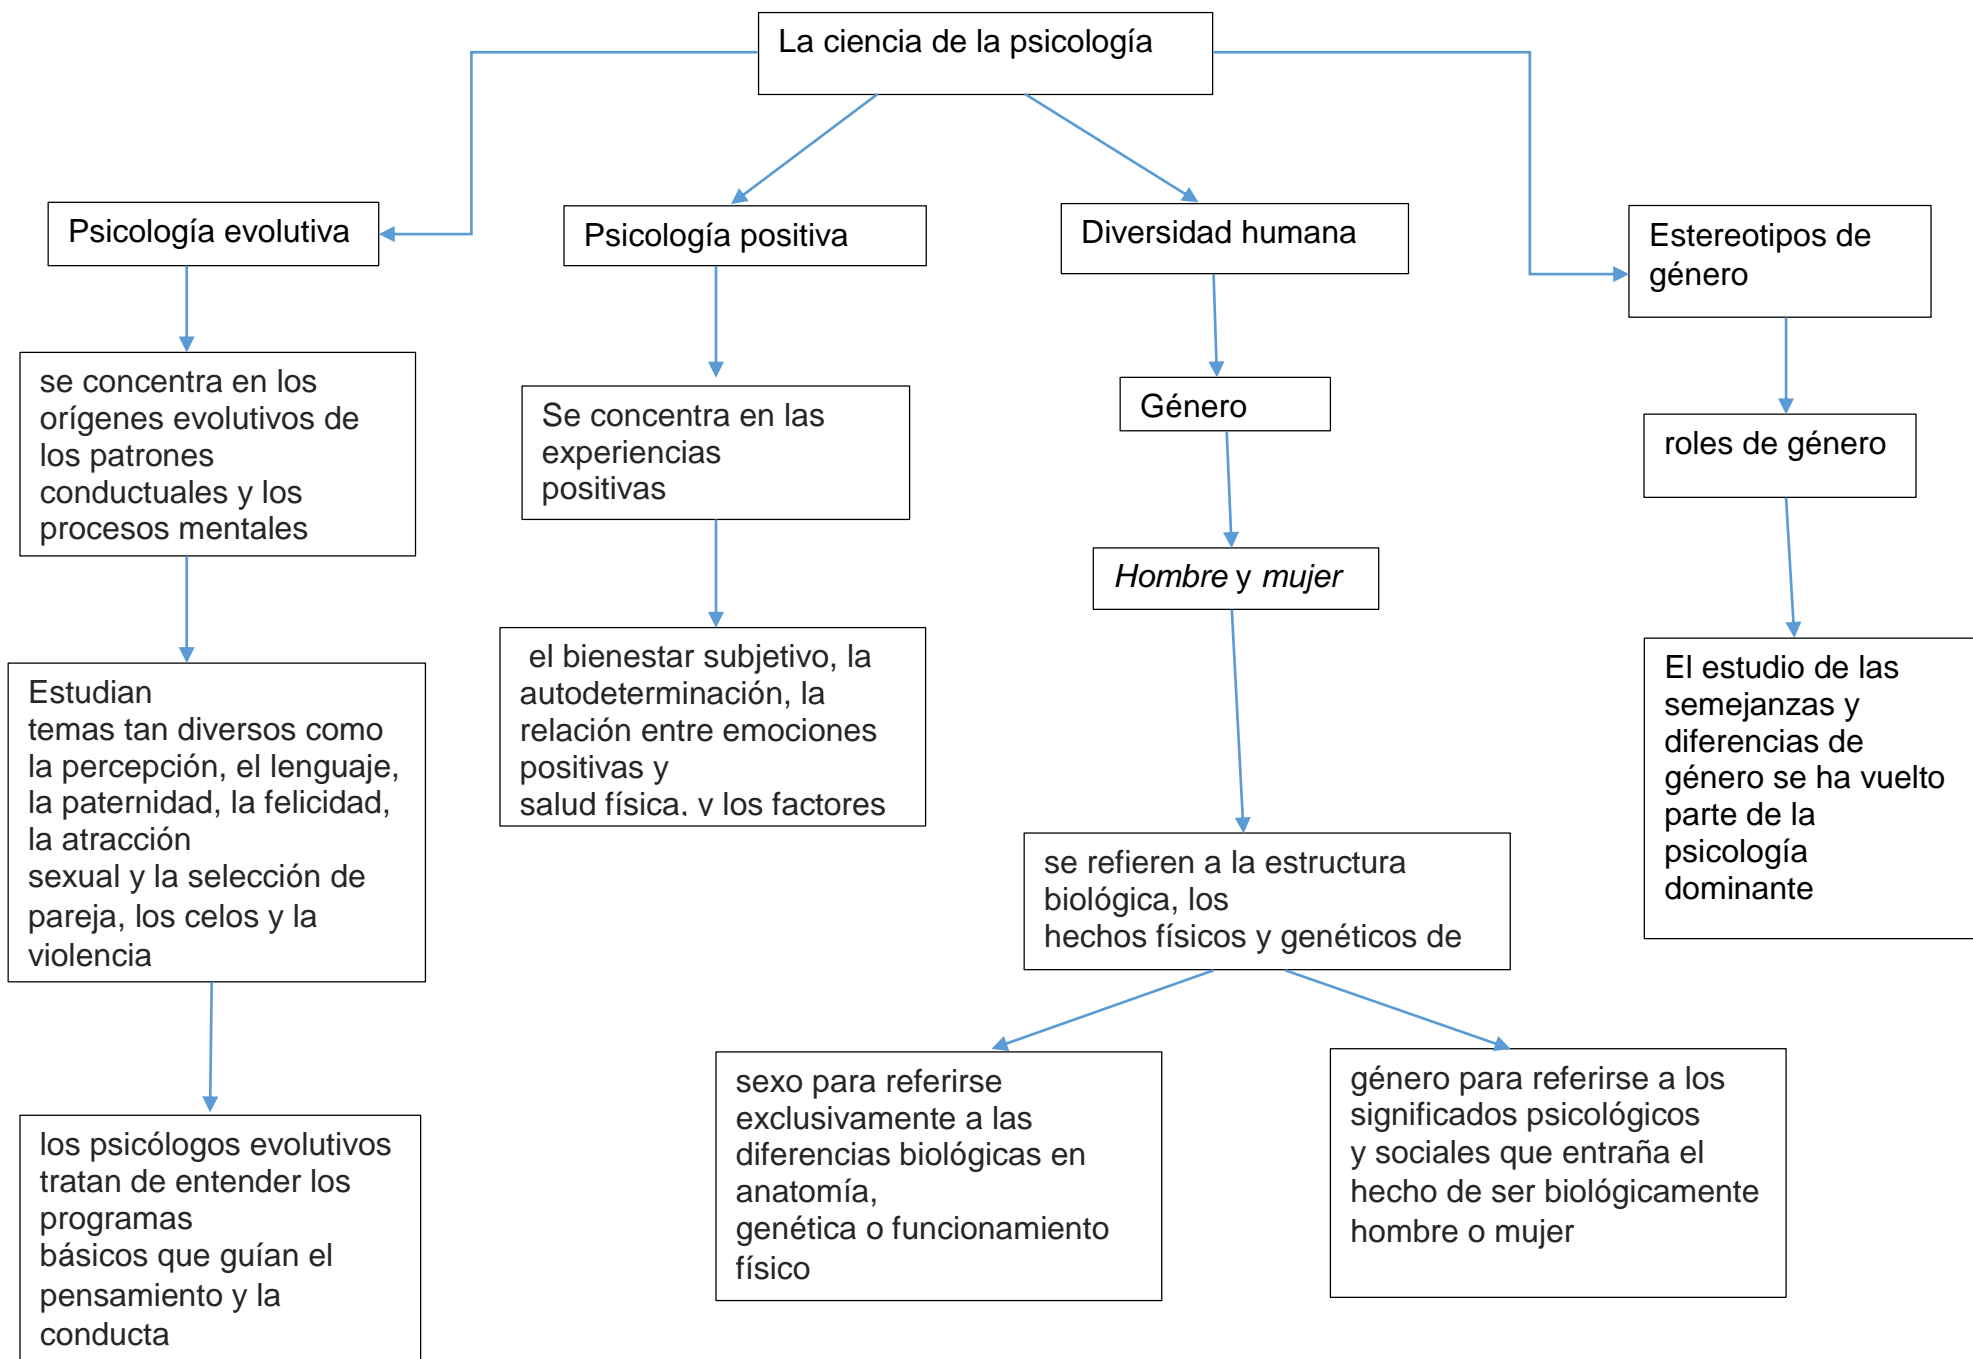 La ciencia de la psicología
Psicología evolutiva
Psicología positiva
Diversidad humana
Estereotipos de
género
se concentra en los
orígenes evolutivos de
los patrones
conductuales y los
procesos mentales
Se concentra en las
experiencias
positivas
Género
roles de género
Hombre y mujer
Estudian
temas tan diversos como
la percepción, el lenguaje,
la paternidad, la felicidad,
la atracción
sexual y la selección de
pareja, los celos y la
violencia
el bienestar subjetivo, la
autodeterminación, la
relación entre emociones
positivas y
salud física, y los factores
se refieren a la estructura
biológica, los
hechos físicos y genéticos de
El estudio de las
semejanzas y
diferencias de
género se ha vuelto
parte de la
psicología
dominante
los psicólogos evolutivos
tratan de entender los
programas
básicos que guían el
pensamiento y la
conducta
sexo para referirse
exclusivamente a las
diferencias biológicas en
anatomía,
genética o funcionamiento
físico
género para referirse a los
significados psicológicos
y sociales que entraña el
hecho de ser biológicamente
hombre o mujer